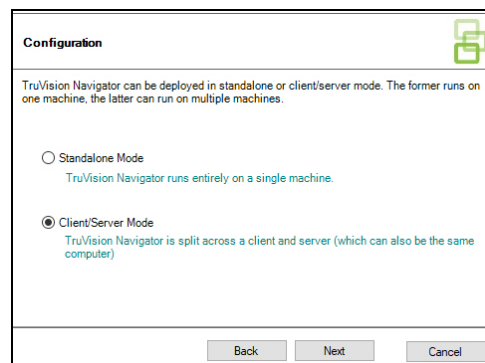 Configuration
TruVision Navigator can be deployed in standalone or client/server mode. The former runs on
one machine, the latter can run on multiple machines.
Standalone Mode
TruVision Navigator runs entirely on a single machine.
Client/Server Mode
TruVision Navigator is split across a client and server (which can also be the same
computer)
Back Next Cancel